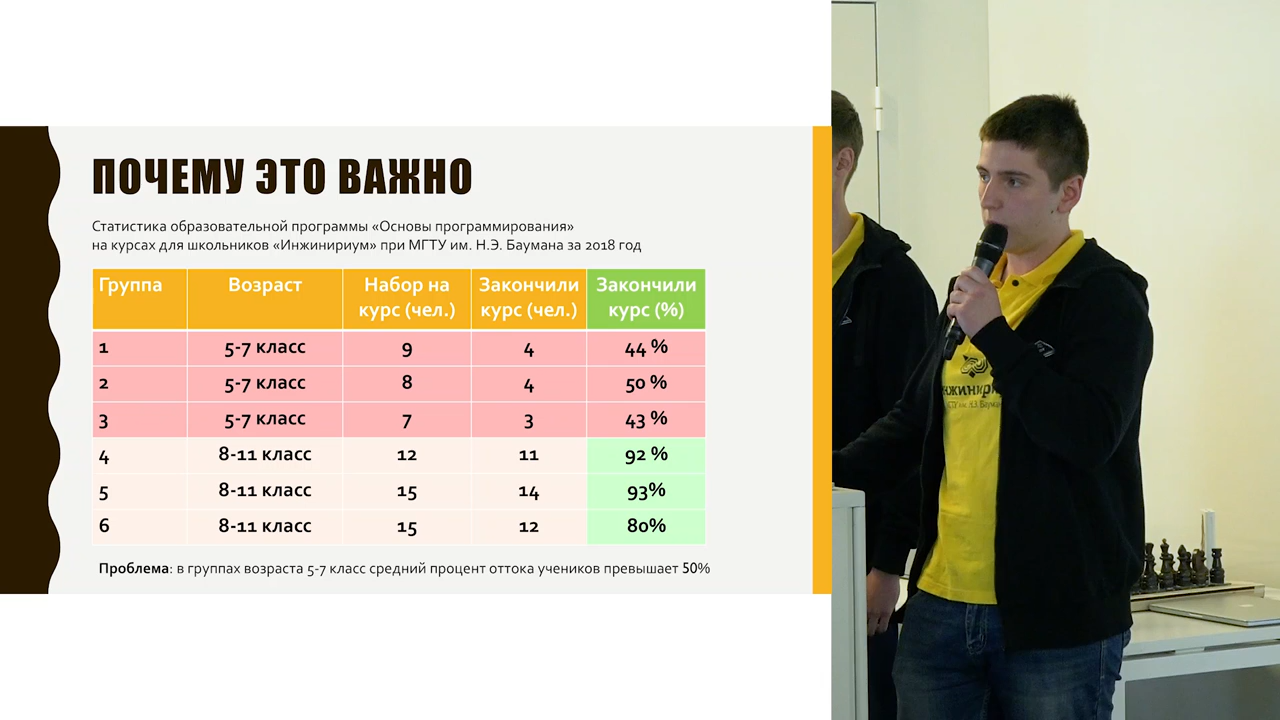 ПОЧЕМУ ЭТО ВАЖНО
Статистика образовательной программы «Основы программирования»
на курсах для школьников «Инжинириум» при МГТУ им. Н.Э. Баумана за 2018 год
Группа Возраст Набор на курс (чел.) Закончили курс (чел.) Закончили курс (%)
1 5-7 класс 9 4 44 %
2 5-7 класс 8 4 50 %
3 5-7 класс 7 3 43 %
4 8-11 класс 12 11 92 %
5 8-11 класс 15 14 93%
6 8-11 класс 15 12 80%
Проблема: в группах возраста 5-7 класс средний процент оттока учеников превышает 50%